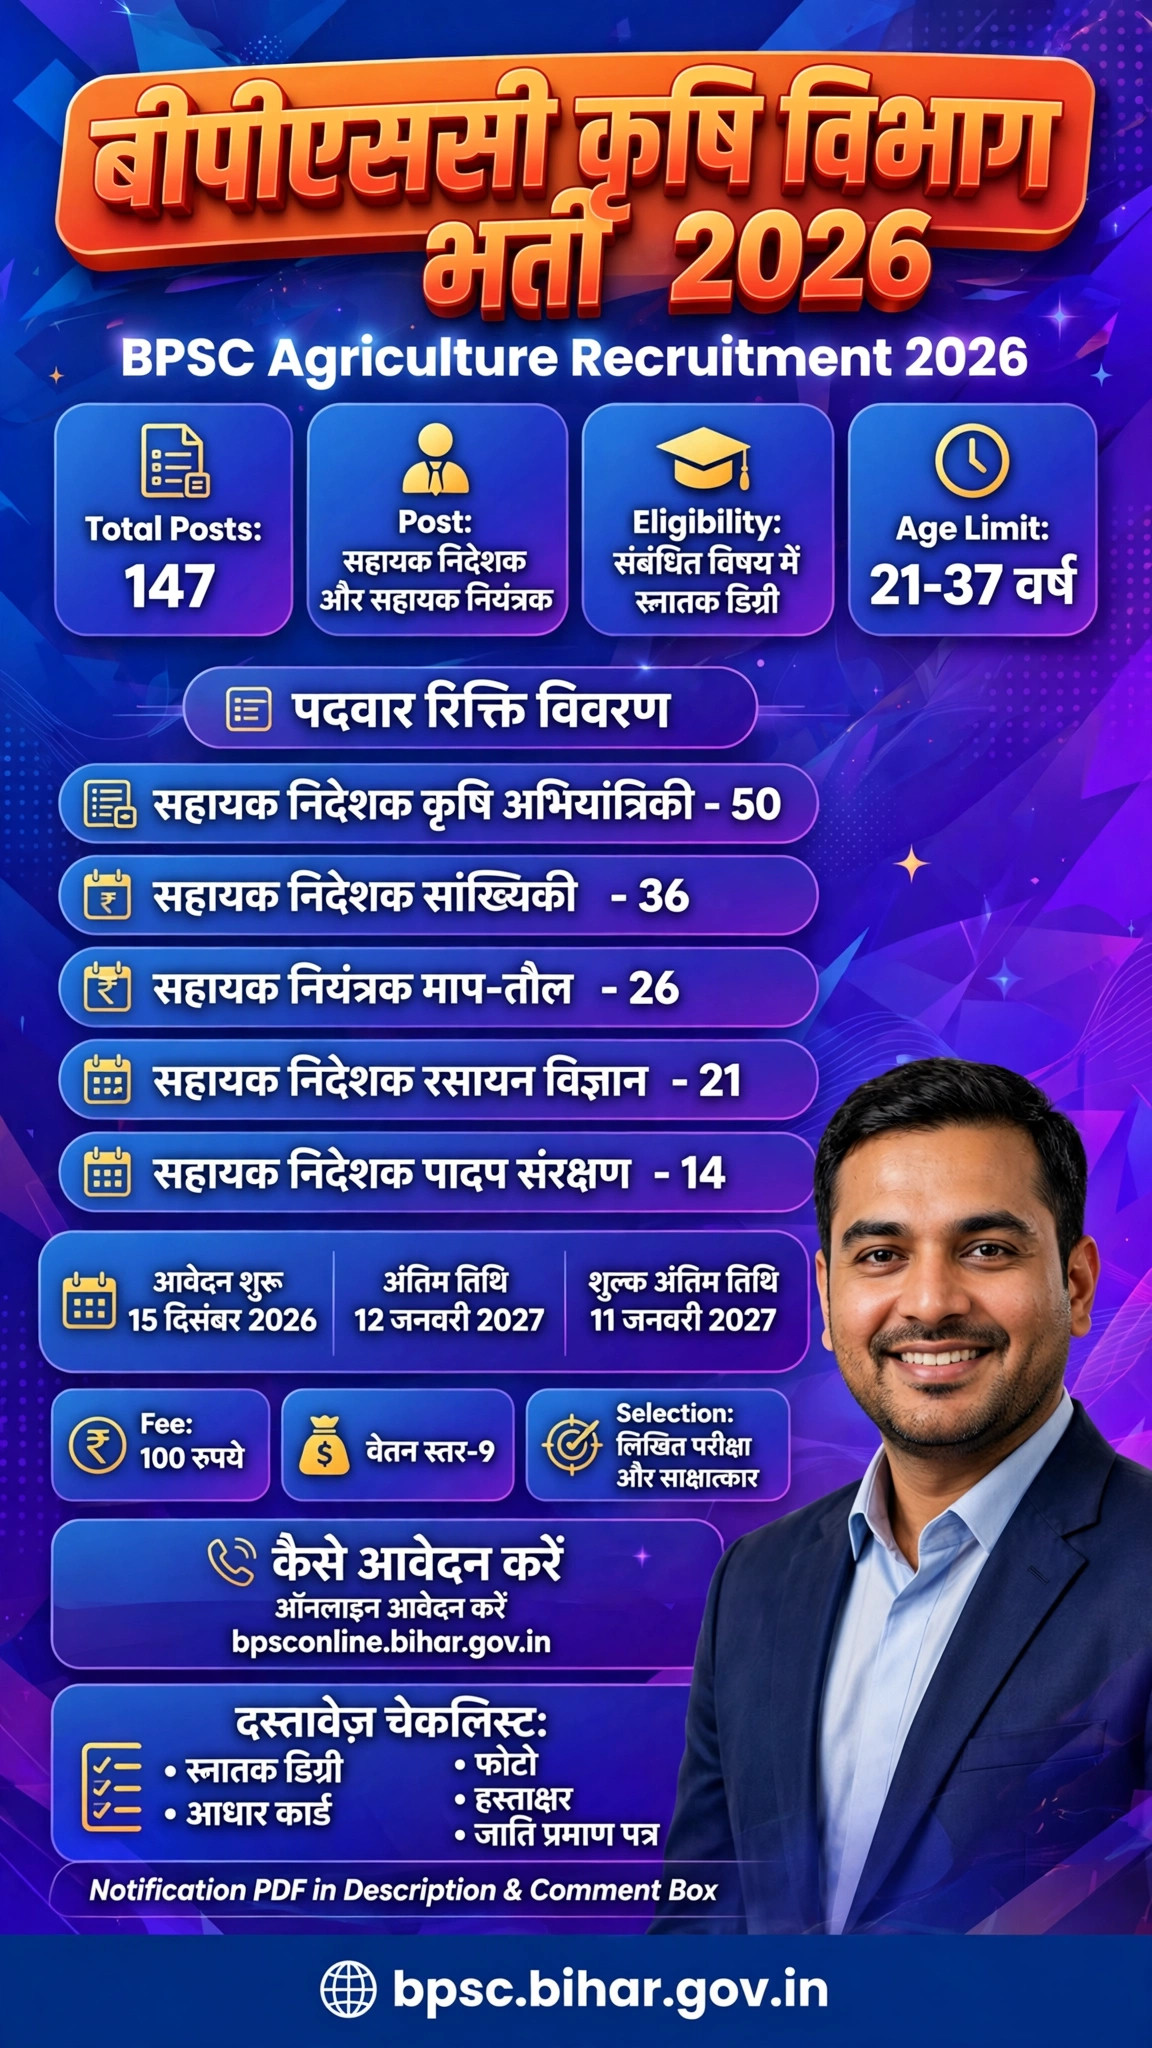 बीपीएससी कृषि विभाग
भर्ती 2026
BPSC Agriculture Recruitment 2026
Total Posts:
147
Post:
सहायक निदेशक
और सहायक नियंत्रक
Eligibility:
संबंधित विषय में
स्नातक डिग्री
Age Limit:
21-37 वर्ष
पदवार रिक्ति विवरण
सहायक निदेशक कृषि अभियांत्रिकी - 50
सहायक निदेशक सांख्यिकी - 36
सहायक नियंत्रक माप-तौल - 26
सहायक निदेशक रसायन विज्ञान - 21
सहायक निदेशक पादप संरक्षण - 14
आवेदन शुरू
15 दिसंबर 2026
अंतिम तिथि
12 जनवरी 2027
शुल्क अंतिम तिथि
11 जनवरी 2027
Fee:
100 रुपये
वेतन स्तर-9
Selection:
लिखित परीक्षा
और साक्षात्कार
कैसे आवेदन करें
ऑनलाइन आवेदन करें
bpsconline.bihar.gov.in
दस्तावेज़ चेकलिस्ट:
• स्नातक डिग्री
• आधार कार्ड
• फोटो
• हस्ताक्षर
• जाति प्रमाण पत्र
Notification PDF in Description & Comment Box
bpsc.bihar.gov.in